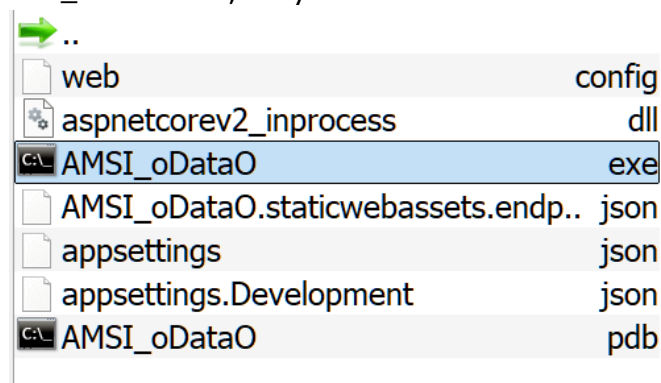 ..
web config
aspnetcorev2_inprocess dll
AMSI_oDataO exe
AMSI_oDataO.staticwebassets.endp.. json
appsettings json
appsettings.Development json
AMSI_oDataO pdb